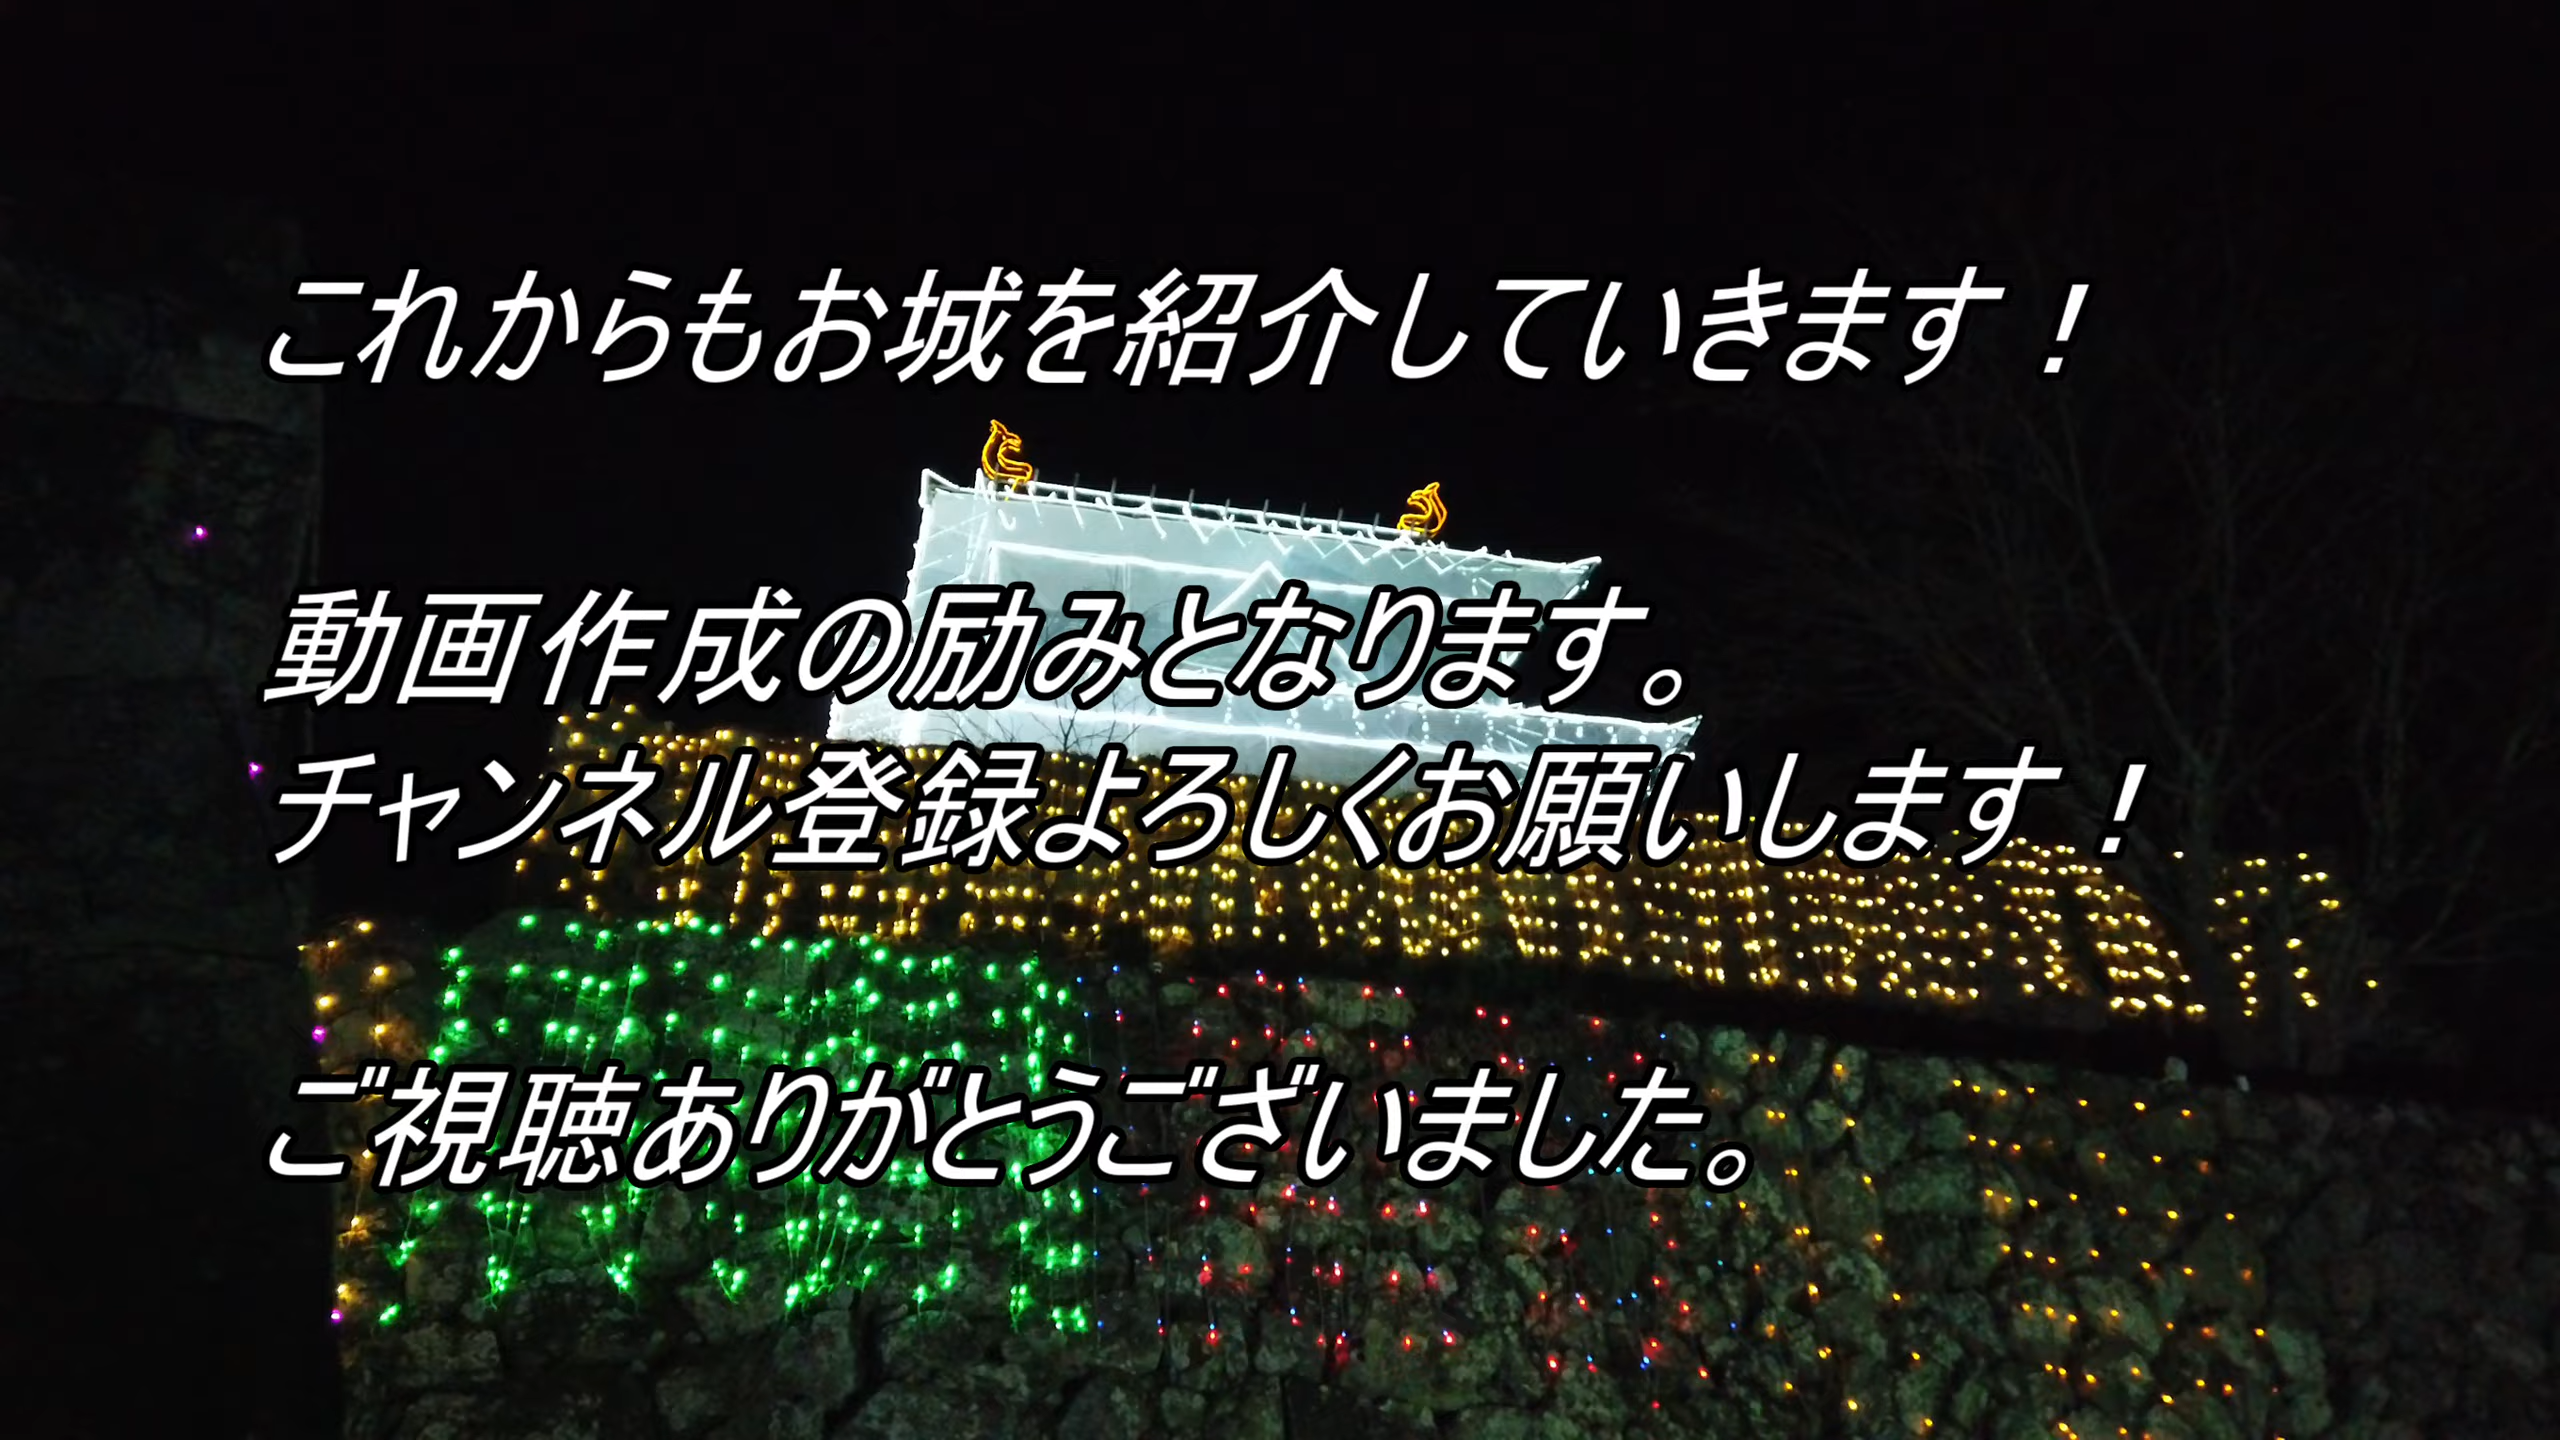 これからもお城を紹介していきます！
動画作成の励みとなります。
チャンネル登録よろしくお願いします！
ご視聴ありがとうございました。